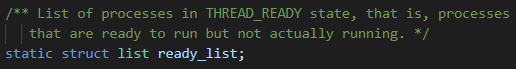 /** List of processes in THREAD_READY state, that is, processes
that are ready to run but not actually running. */
static struct list ready_list;